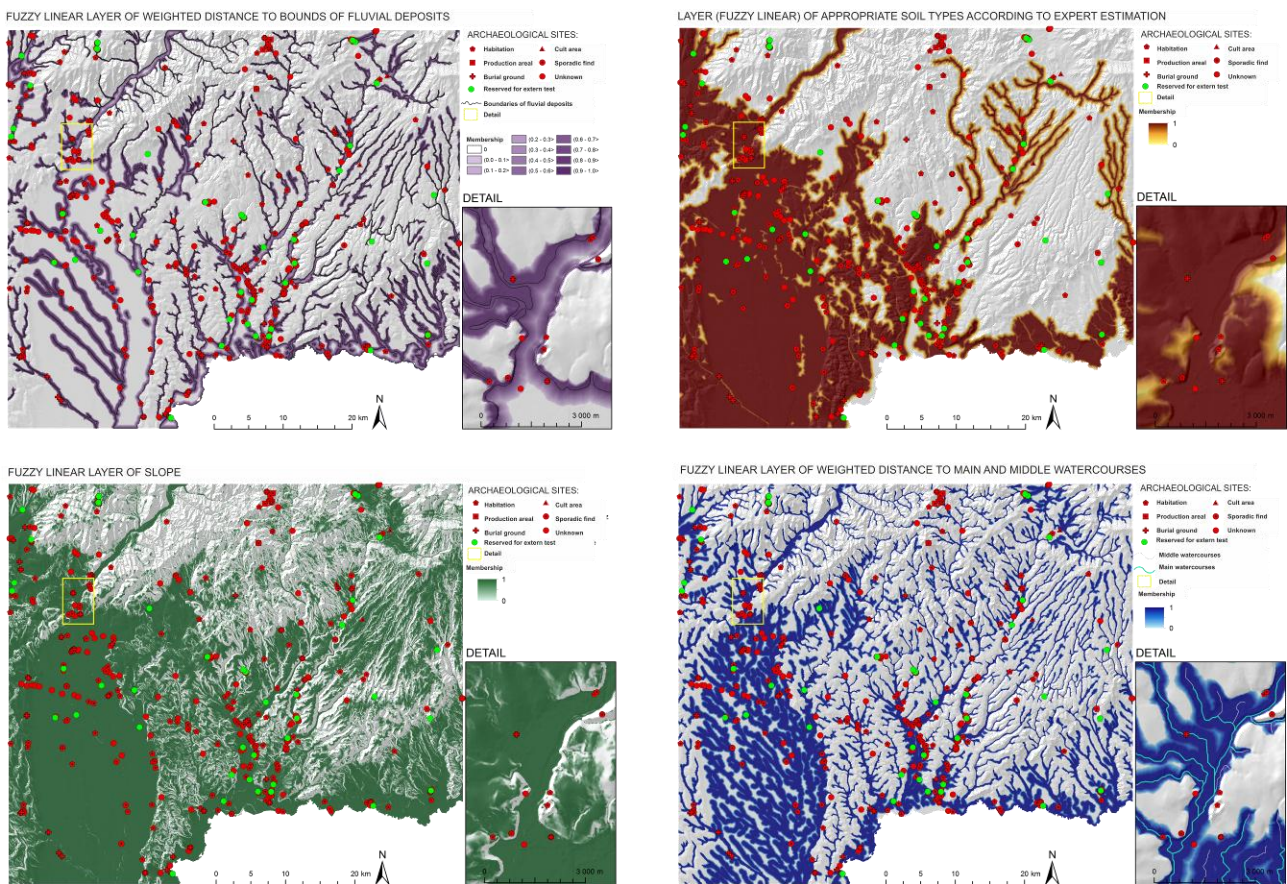 FUZZY LINEAR LAYER OF WEIGHTED DISTANCE TO BOUNDS OF FLUVIAL DEPOSITS
ARCHAEOLOGICAL SITES:
Habitation Cult area
Production areal Sporadic find
Burial ground Unknown
Reserved for extern test
Boundaries of fluvial deposits
Detail
Membership (0.2 - 0.3> (0.6 - 0.7>
0 (0.3 - 0.4> (0.7 - 0.8>
(0.0 - 0.1> (0.4 - 0.5> (0.8 - 0.9>
(0.1 - 0.2> (0.5 - 0.6> (0.9 - 1.0>
DETAIL
0 3 000 m
0 5 10 20 km
N
LAYER (FUZZY LINEAR) OF APPROPRIATE SOIL TYPES ACCORDING TO EXPERT ESTIMATION
ARCHAEOLOGICAL SITES:
Habitation Cult area
Production areal Sporadic find
Burial ground Unknown
Reserved for extern test
Detail
Membership
1
0
DETAIL
0 3 000 m
0 5 10 20 km
N
FUZZY LINEAR LAYER OF SLOPE
ARCHAEOLOGICAL SITES:
Habitation Cult area
Production areal Sporadic find
Burial ground Unknown
Reserved for extern test
Detail
Membership
1
0
DETAIL
0 3 000 m
0 5 10 20 km
N
FUZZY LINEAR LAYER OF WEIGHTED DISTANCE TO MAIN AND MIDDLE WATERCOURSES
ARCHAEOLOGICAL SITES:
Habitation Cult area
Production areal Sporadic find
Burial ground Unknown
Reserved for extern test
Middle watercourses
Main watercourses
Detail
Membership
1
0
DETAIL
0 3 000 m
0 5 10 20 km
N